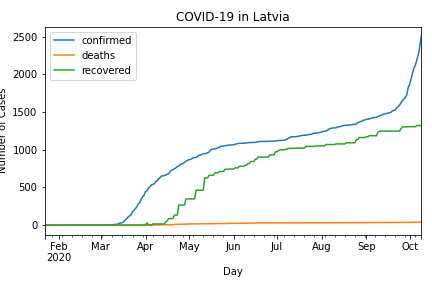 COVID-19 in Latvia
confirmed
deaths
recovered
2500
2000
1500
1000
500
0
Number of Cases
Feb Mar Apr May Jun Jul Aug Sep Oct
2020
Day